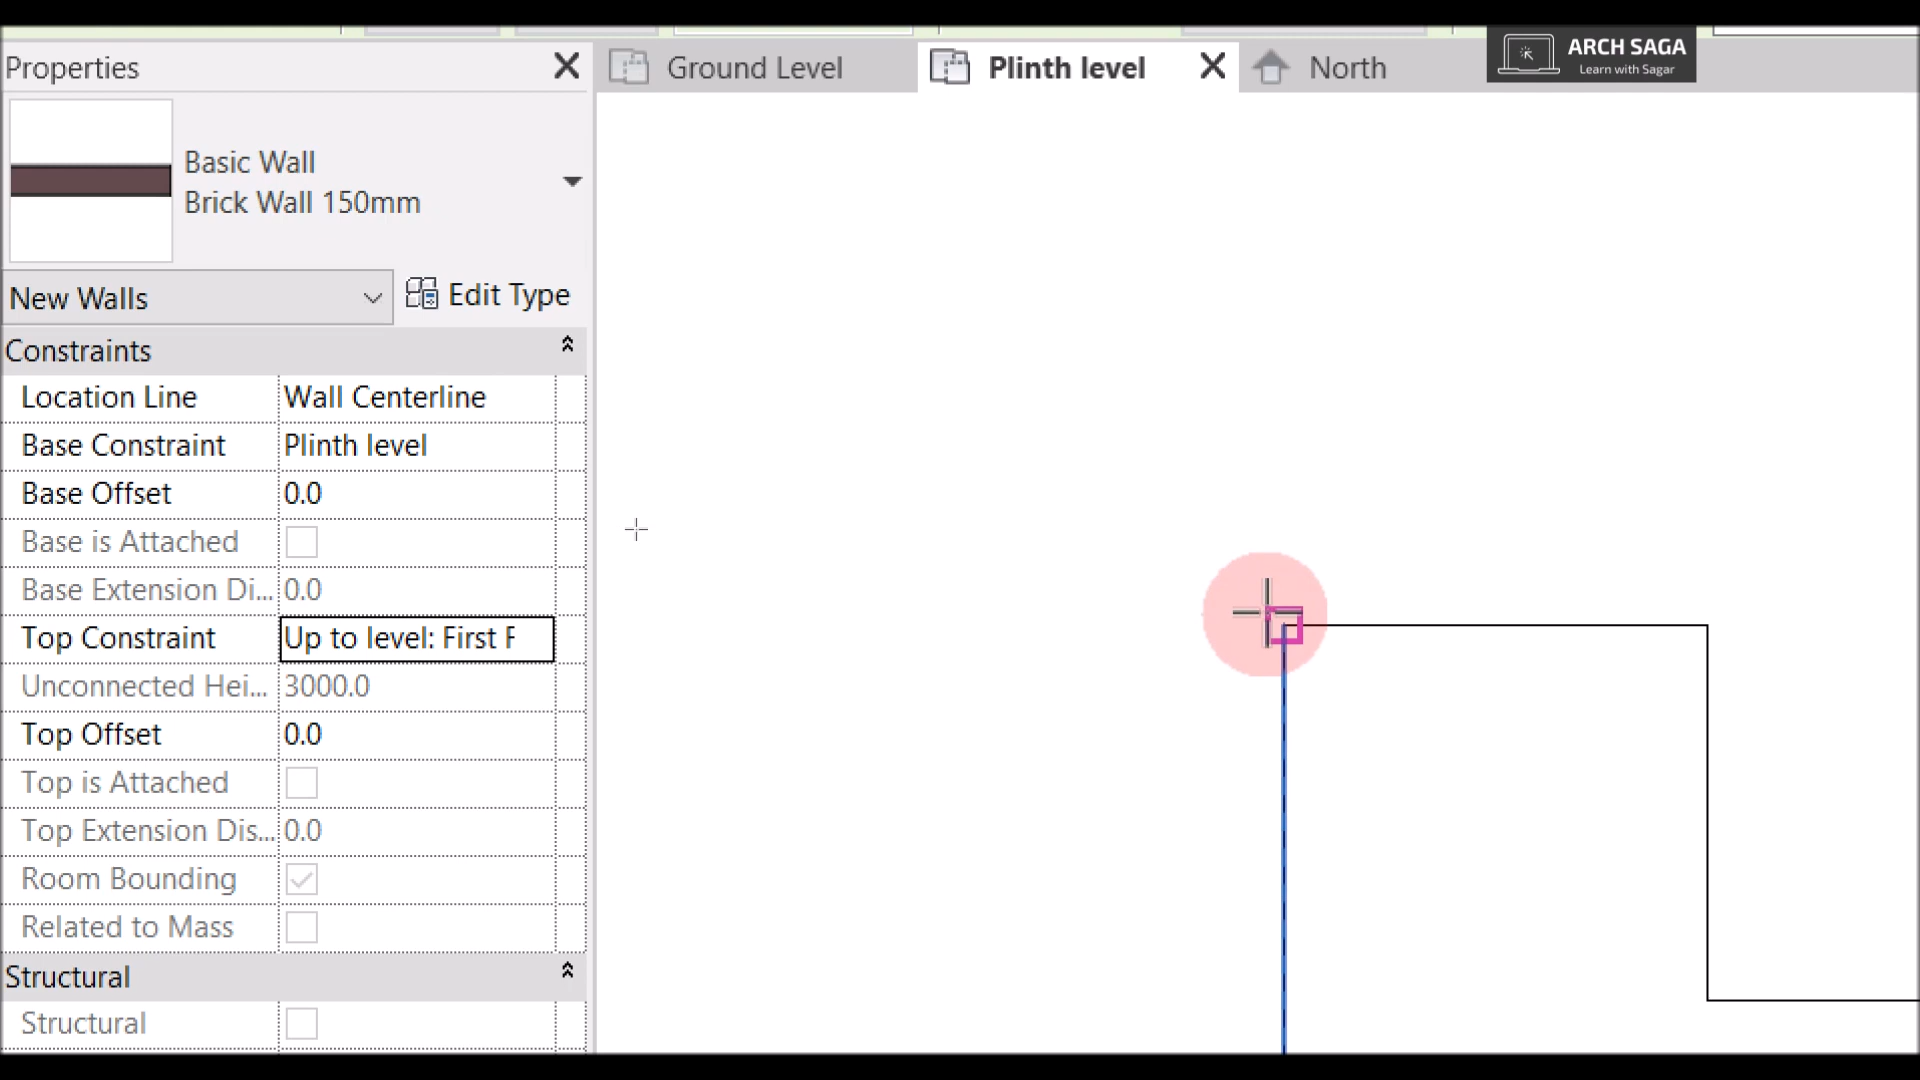 Properties
Ground Level
Plinth level
North
ARCH SAGA
Learn with Sagar
Basic Wall
Brick Wall 150mm
New Walls
Edit Type
Constraints
Location Line Wall Centerline
Base Constraint Plinth level
Base Offset 0.0
Base is Attached
Base Extension Di... 0.0
Top Constraint Up to level: First F
Unconnected Hei... 3000.0
Top Offset 0.0
Top is Attached
Top Extension Dis... 0.0
Room Bounding
Related to Mass
Structural
Structural